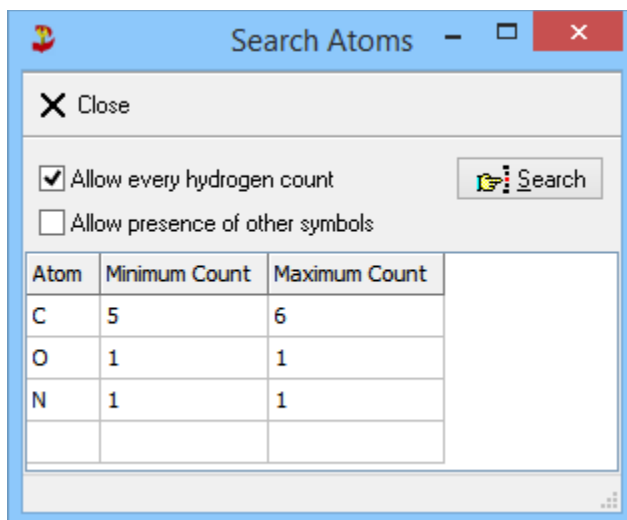 Search Atoms
Close
Allow every hydrogen count
Search
Allow presence of other symbols
Atom Minimum Count Maximum Count
C 5 6
O 1 1
N 1 1